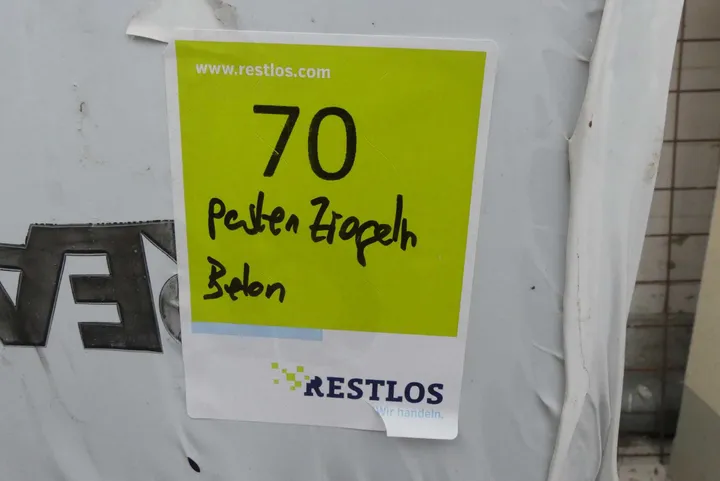 www.restlos.com
70
Posten Ziegeln
Beton
RESTLOS
Wir handeln.